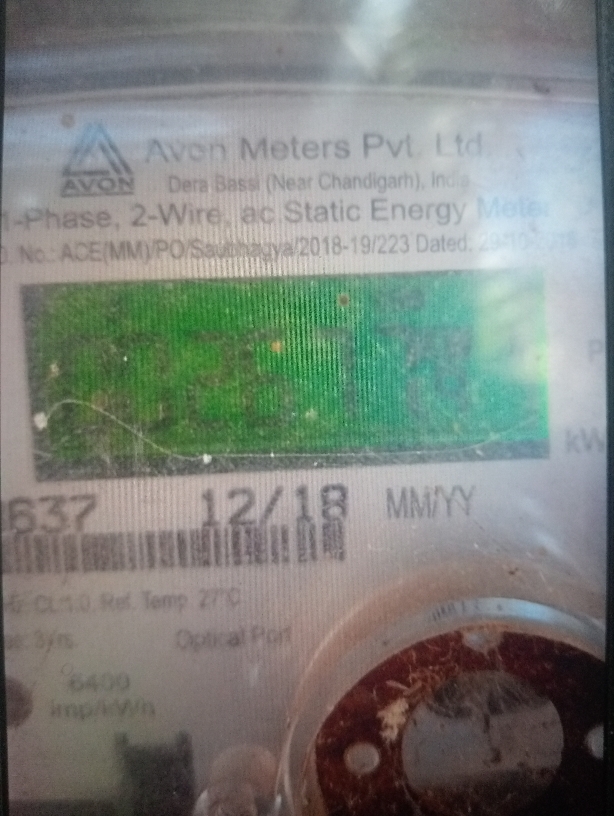 Avon Meters Pvt. Ltd.
AVON
Dera Bassi (Near Chandigarh), India
1-Phase, 2-Wire, ac Static Energy Meter
No.: ACE(MM)/PO/Saubhagya/2018-19/223 Dated:
637 12/18 MM/YY
CL 1.0 Ref. Temp 27°C
Optical Port
6400
imp/kWh